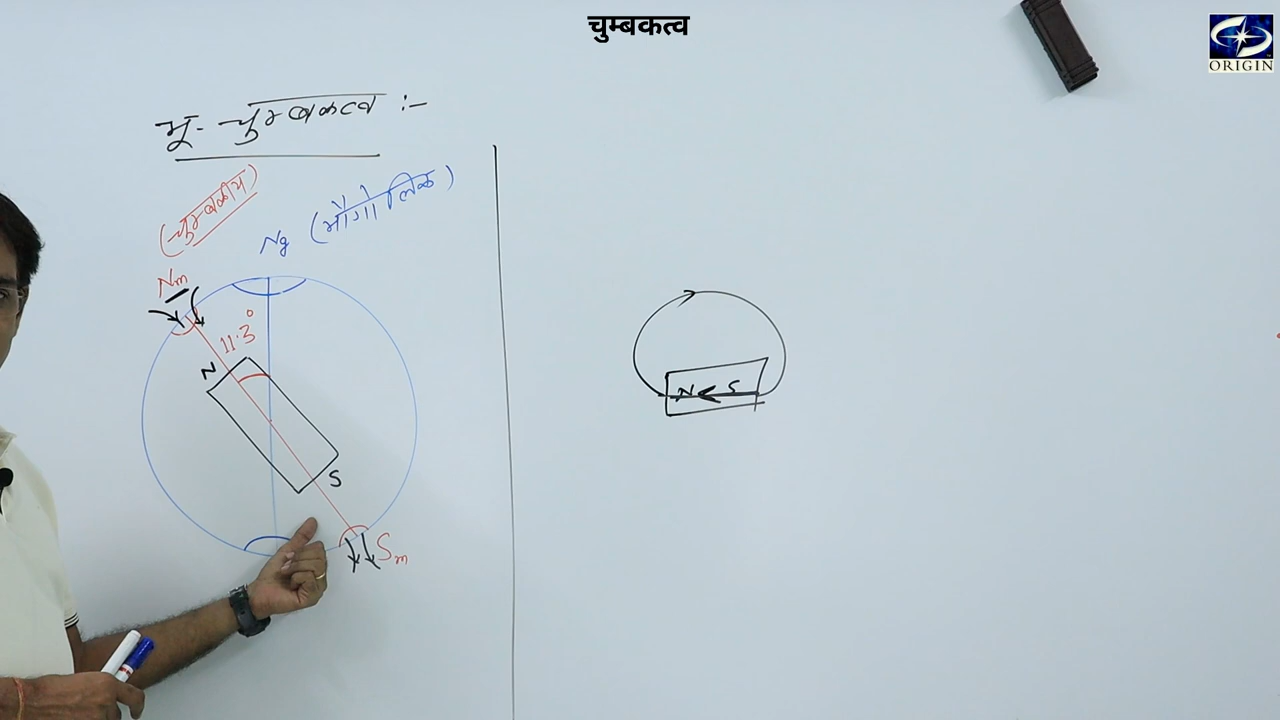 चुम्बकत्व
ORIGIN
भू- चुम्बकत्व :-
(चुम्बकीय)
Ng (भौगोलिक)
Nm
11.3°
N
S
Sm
N S